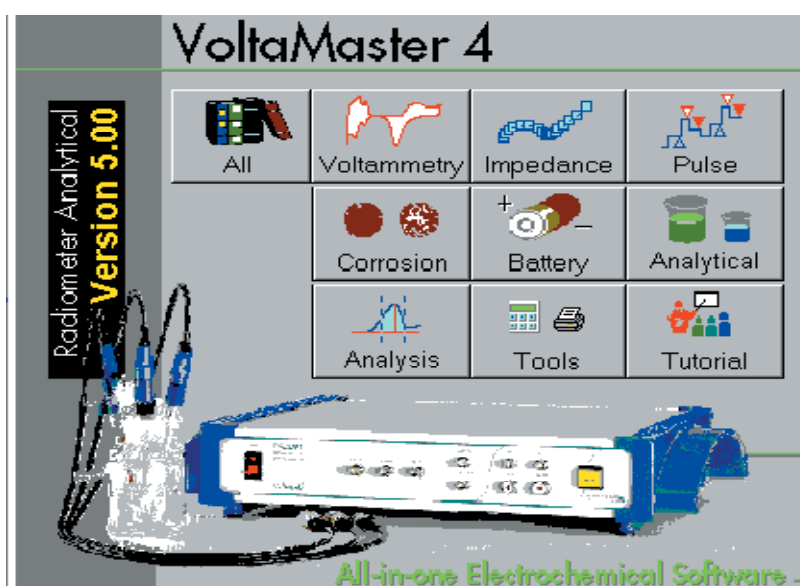 VoltaMaster 4
Radiometer Analytical
Version 5.00
All
Voltammetry
Impedance
Pulse
Corrosion
+
Battery
−
Analytical
Analysis
Tools
Tutorial
All-in-one Electrochemical Software